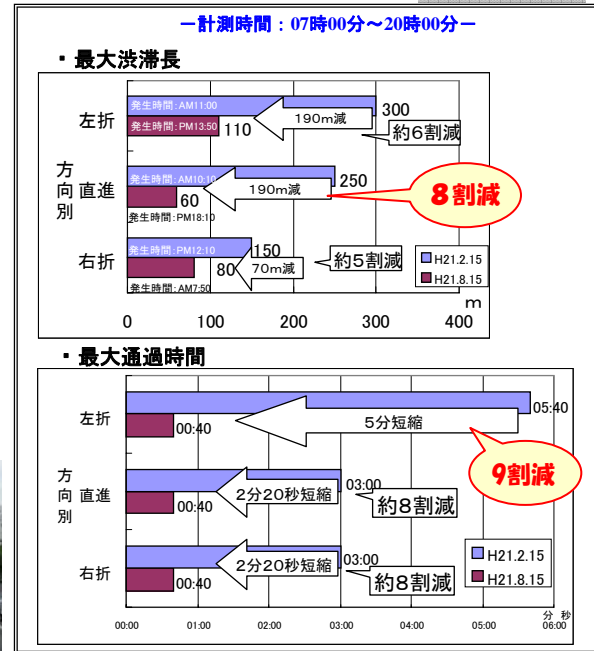 －計測時間：07時00分～20時00分－
・最大渋滞長
発生時間：AM11:00
300
左折
190m減
発生時間：PM13:50
110
約6割減
方向別
発生時間：AM10:10
250
直進
190m減
8割減
60
発生時間：PM18:10
発生時間：PM12:10
150
右折
80
70m減
約5割減
H21.2.15
H21.8.15
発生時間：AM7:50
m
0 100 200 300 400
・最大通過時間
05:40
左折
00:40
5分短縮
9割減
方向別
03:00
直進
00:40
2分20秒短縮
約8割減
03:00
右折
00:40
2分20秒短縮
約8割減
H21.2.15
H21.8.15
分 秒
00:00 01:00 02:00 03:00 04:00 05:00 06:00